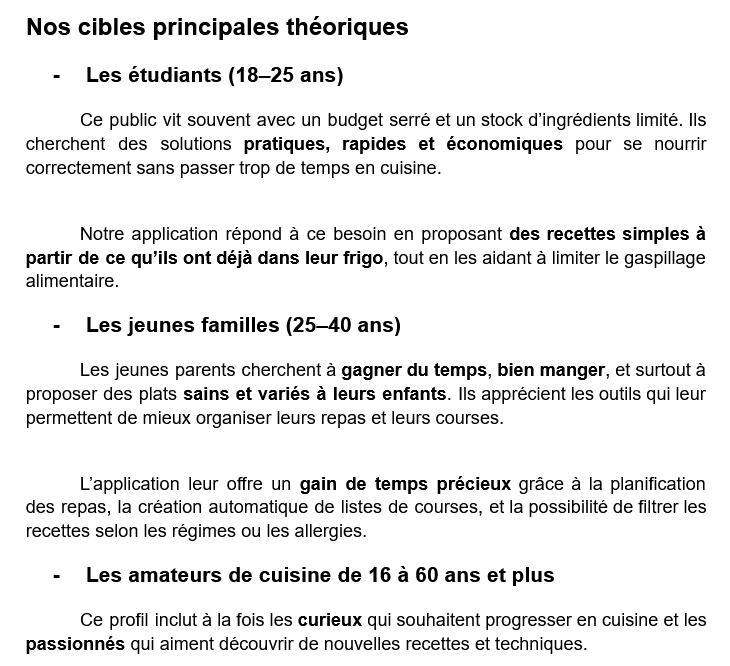 Nos cibles principales théoriques
- Les étudiants (18–25 ans)
Ce public vit souvent avec un budget serré et un stock d’ingrédients limité. Ils
cherchent des solutions pratiques, rapides et économiques pour se nourrir
correctement sans passer trop de temps en cuisine.
Notre application répond à ce besoin en proposant des recettes simples à
partir de ce qu’ils ont déjà dans leur frigo, tout en les aidant à limiter le gaspillage
alimentaire.
- Les jeunes familles (25–40 ans)
Les jeunes parents cherchent à gagner du temps, bien manger, et surtout à
proposer des plats sains et variés à leurs enfants. Ils apprécient les outils qui leur
permettent de mieux organiser leurs repas et leurs courses.
L’application leur offre un gain de temps précieux grâce à la planification
des repas, la création automatique de listes de courses, et la possibilité de filtrer les
recettes selon les régimes ou les allergies.
- Les amateurs de cuisine de 16 à 60 ans et plus
Ce profil inclut à la fois les curieux qui souhaitent progresser en cuisine et les
passionnés qui aiment découvrir de nouvelles recettes et techniques.